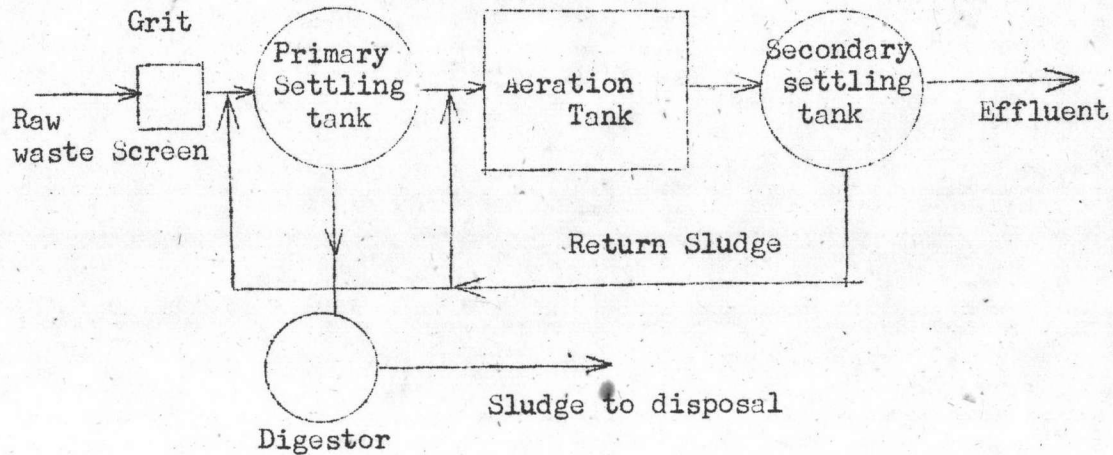 Grit
Raw
waste
Screen
Primary
Settling
tank
Aeration
Tank
Secondary
settling
tank
Effluent
Return Sludge
Digestor
Sludge to disposal